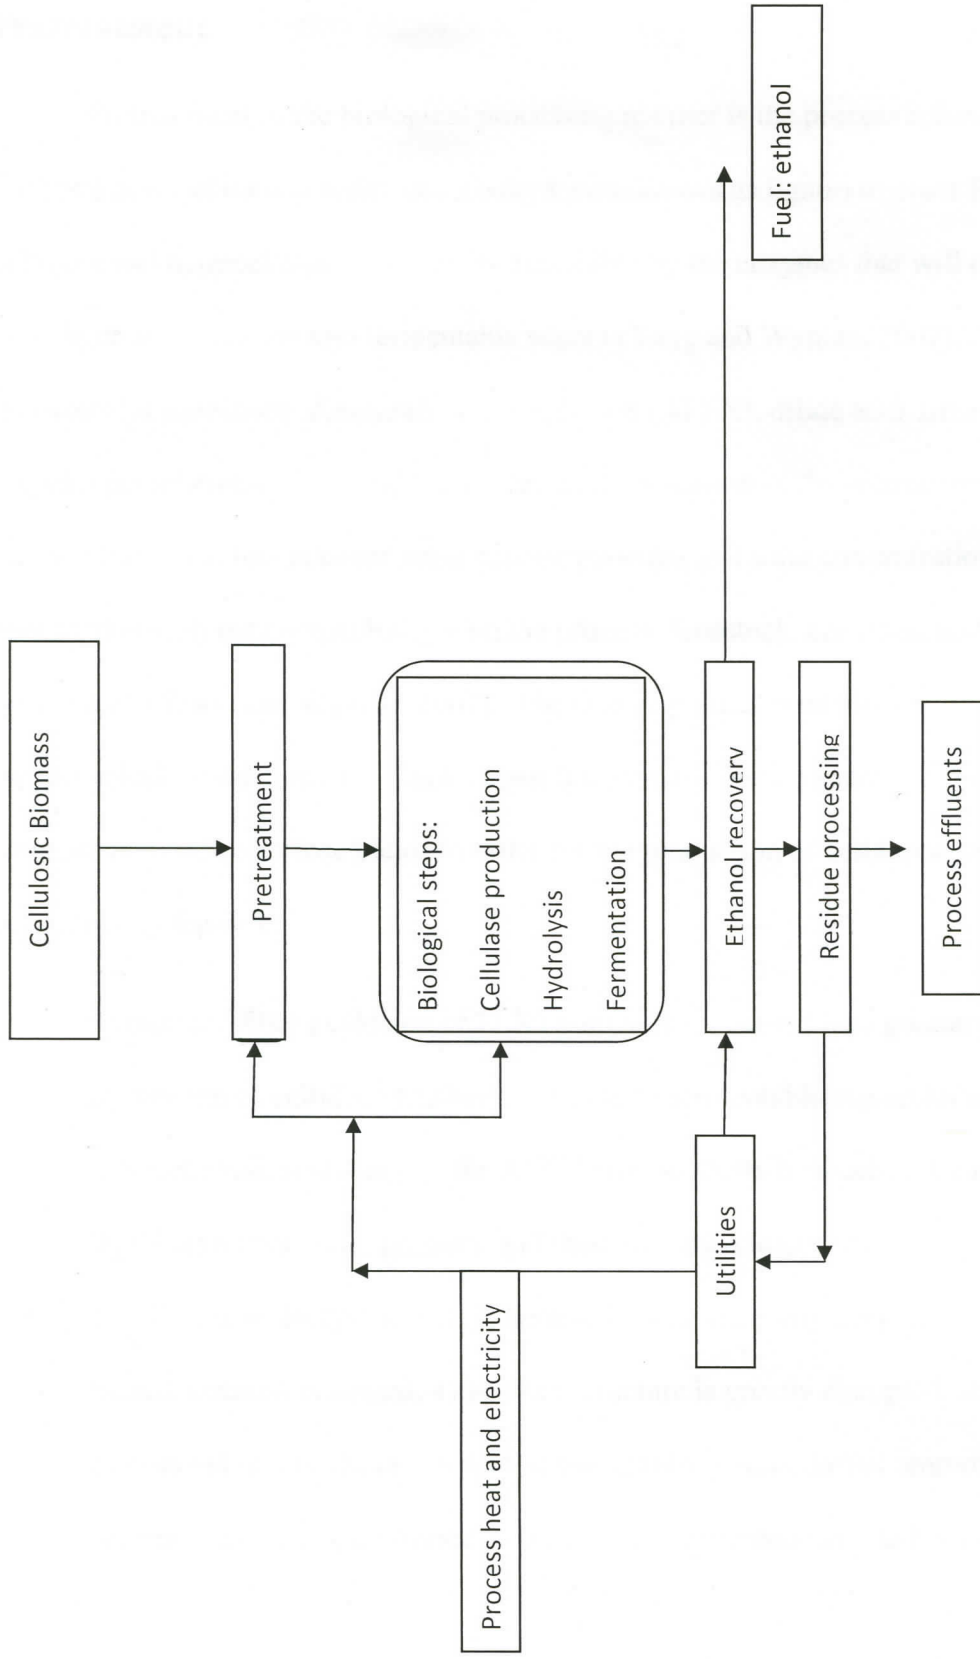 Cellulosic Biomass
Pretreatment
Biological steps:
Cellulase production
Hydrolysis
Fermentation
Process heat and electricity
Utilities
Ethanol recovery
Fuel: ethanol
Residue processing
Process effluents